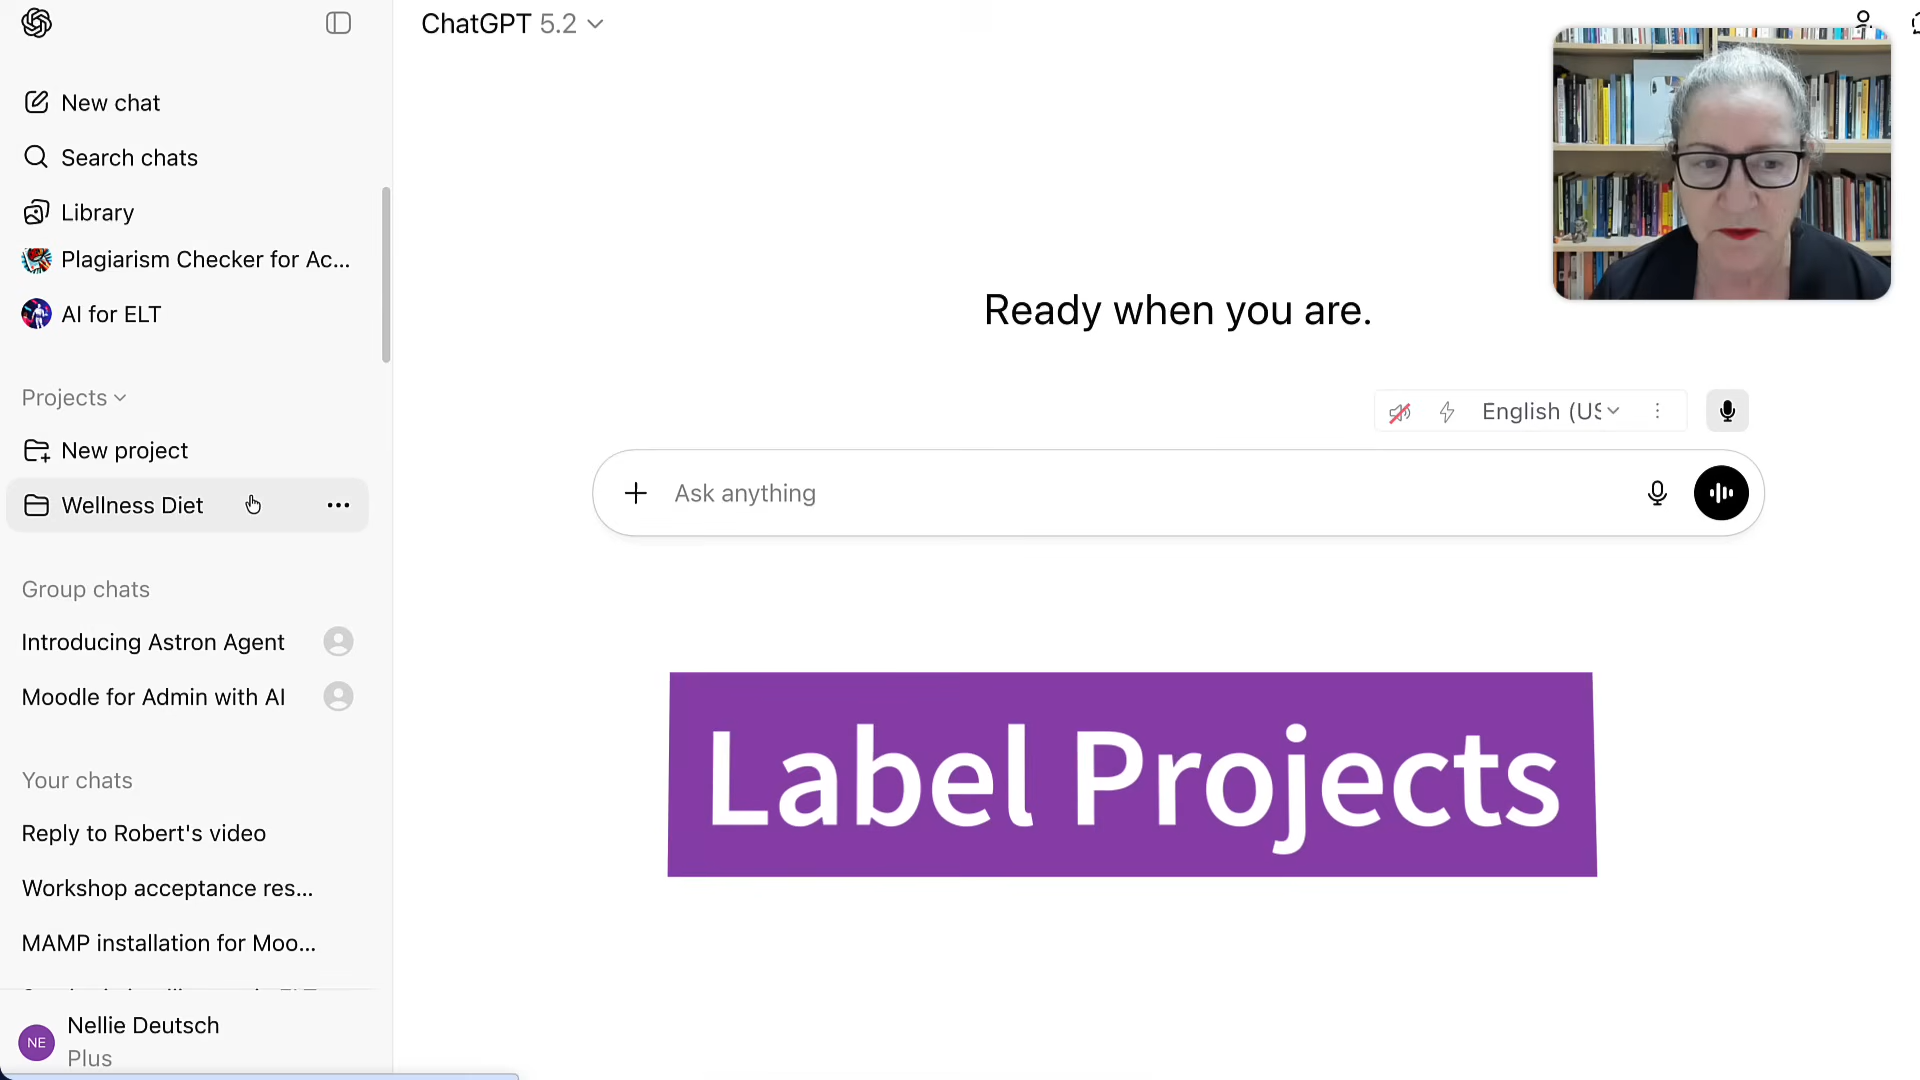 ChatGPT 5.2
New chat
Search chats
Library
Plagiarism Checker for Ac...
AI for ELT
Projects
New project
Wellness Diet
Group chats
Introducing Astron Agent
Moodle for Admin with AI
Your chats
Reply to Robert's video
Workshop acceptance res...
MAMP installation for Moo...
NE
Nellie Deutsch
Plus
Ready when you are.
English (US
Ask anything
Label Projects